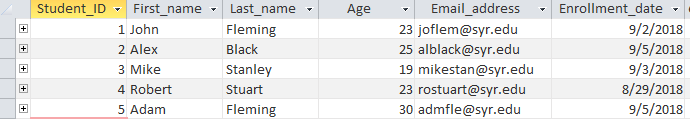 Student_ID First_name Last_name Age Email_address Enrollment_date
1 John Fleming 23 joflem@syr.edu 9/2/2018
2 Alex Black 25 alblack@syr.edu 9/5/2018
3 Mike Stanley 19 mikestan@syr.edu 9/3/2018
4 Robert Stuart 23 rostuart@syr.edu 8/29/2018
5 Adam Fleming 30 admfle@syr.edu 9/5/2018